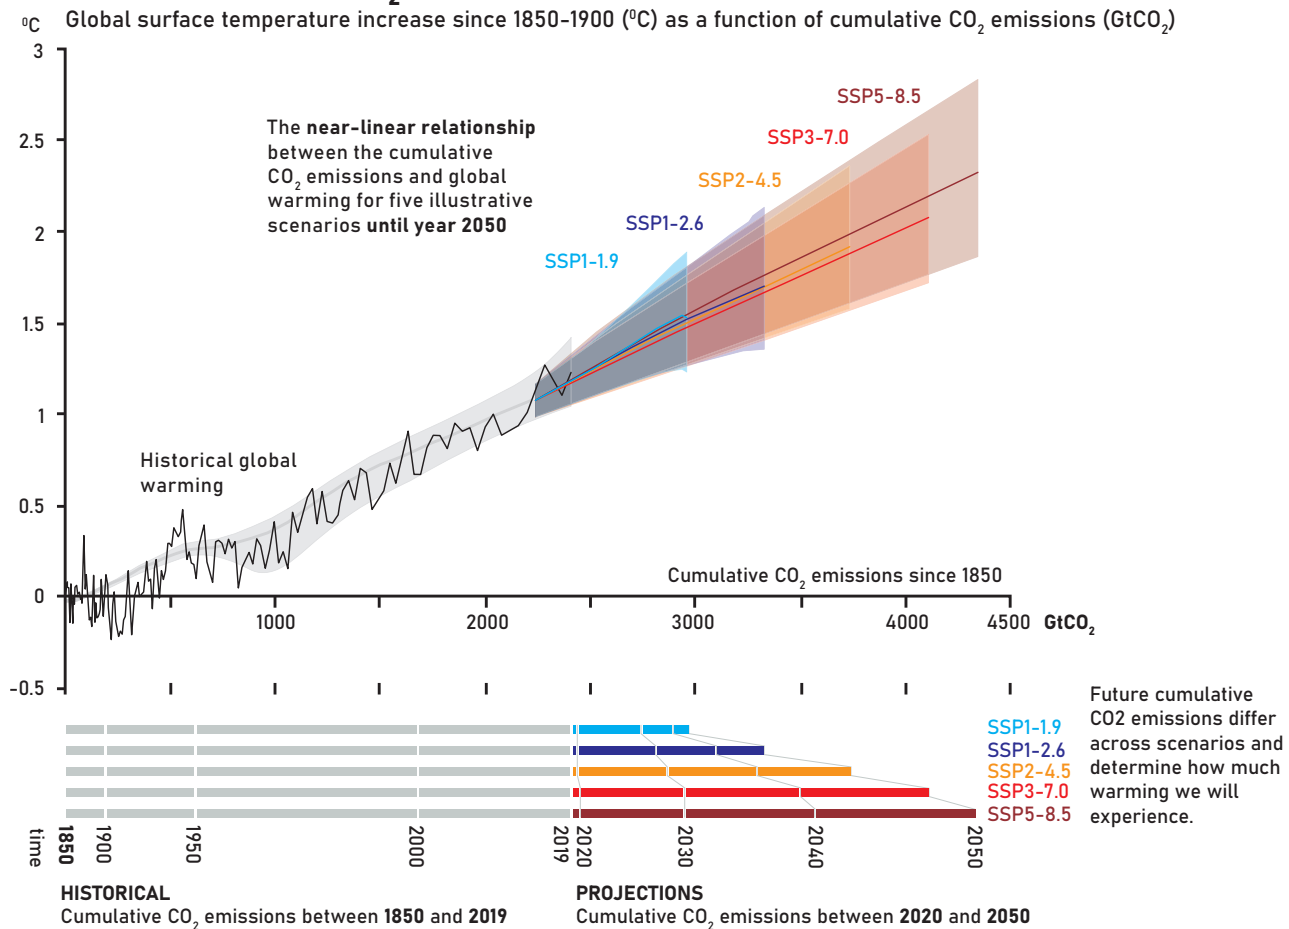 Global surface temperature increase since 1850-1900 (⁰C) as a function of cumulative CO₂ emissions (GtCO₂)
⁰C
3
2.5
2
1.5
1
0.5
0
-0.5
The near-linear relationship
between the cumulative
CO₂ emissions and global
warming for five illustrative
scenarios until year 2050
SSP5-8.5
SSP3-7.0
SSP2-4.5
SSP1-2.6
SSP1-1.9
Historical global
warming
Cumulative CO₂ emissions since 1850
1000 2000 3000 4000 4500 GtCO₂
SSP1-1.9
SSP1-2.6
SSP2-4.5
SSP3-7.0
SSP5-8.5
Future cumulative
CO2 emissions differ
across scenarios and
determine how much
warming we will
experience.
time 1850 1900 1950 2000 2019 2020 2030 2040 2050
HISTORICAL
Cumulative CO₂ emissions between 1850 and 2019
PROJECTIONS
Cumulative CO₂ emissions between 2020 and 2050